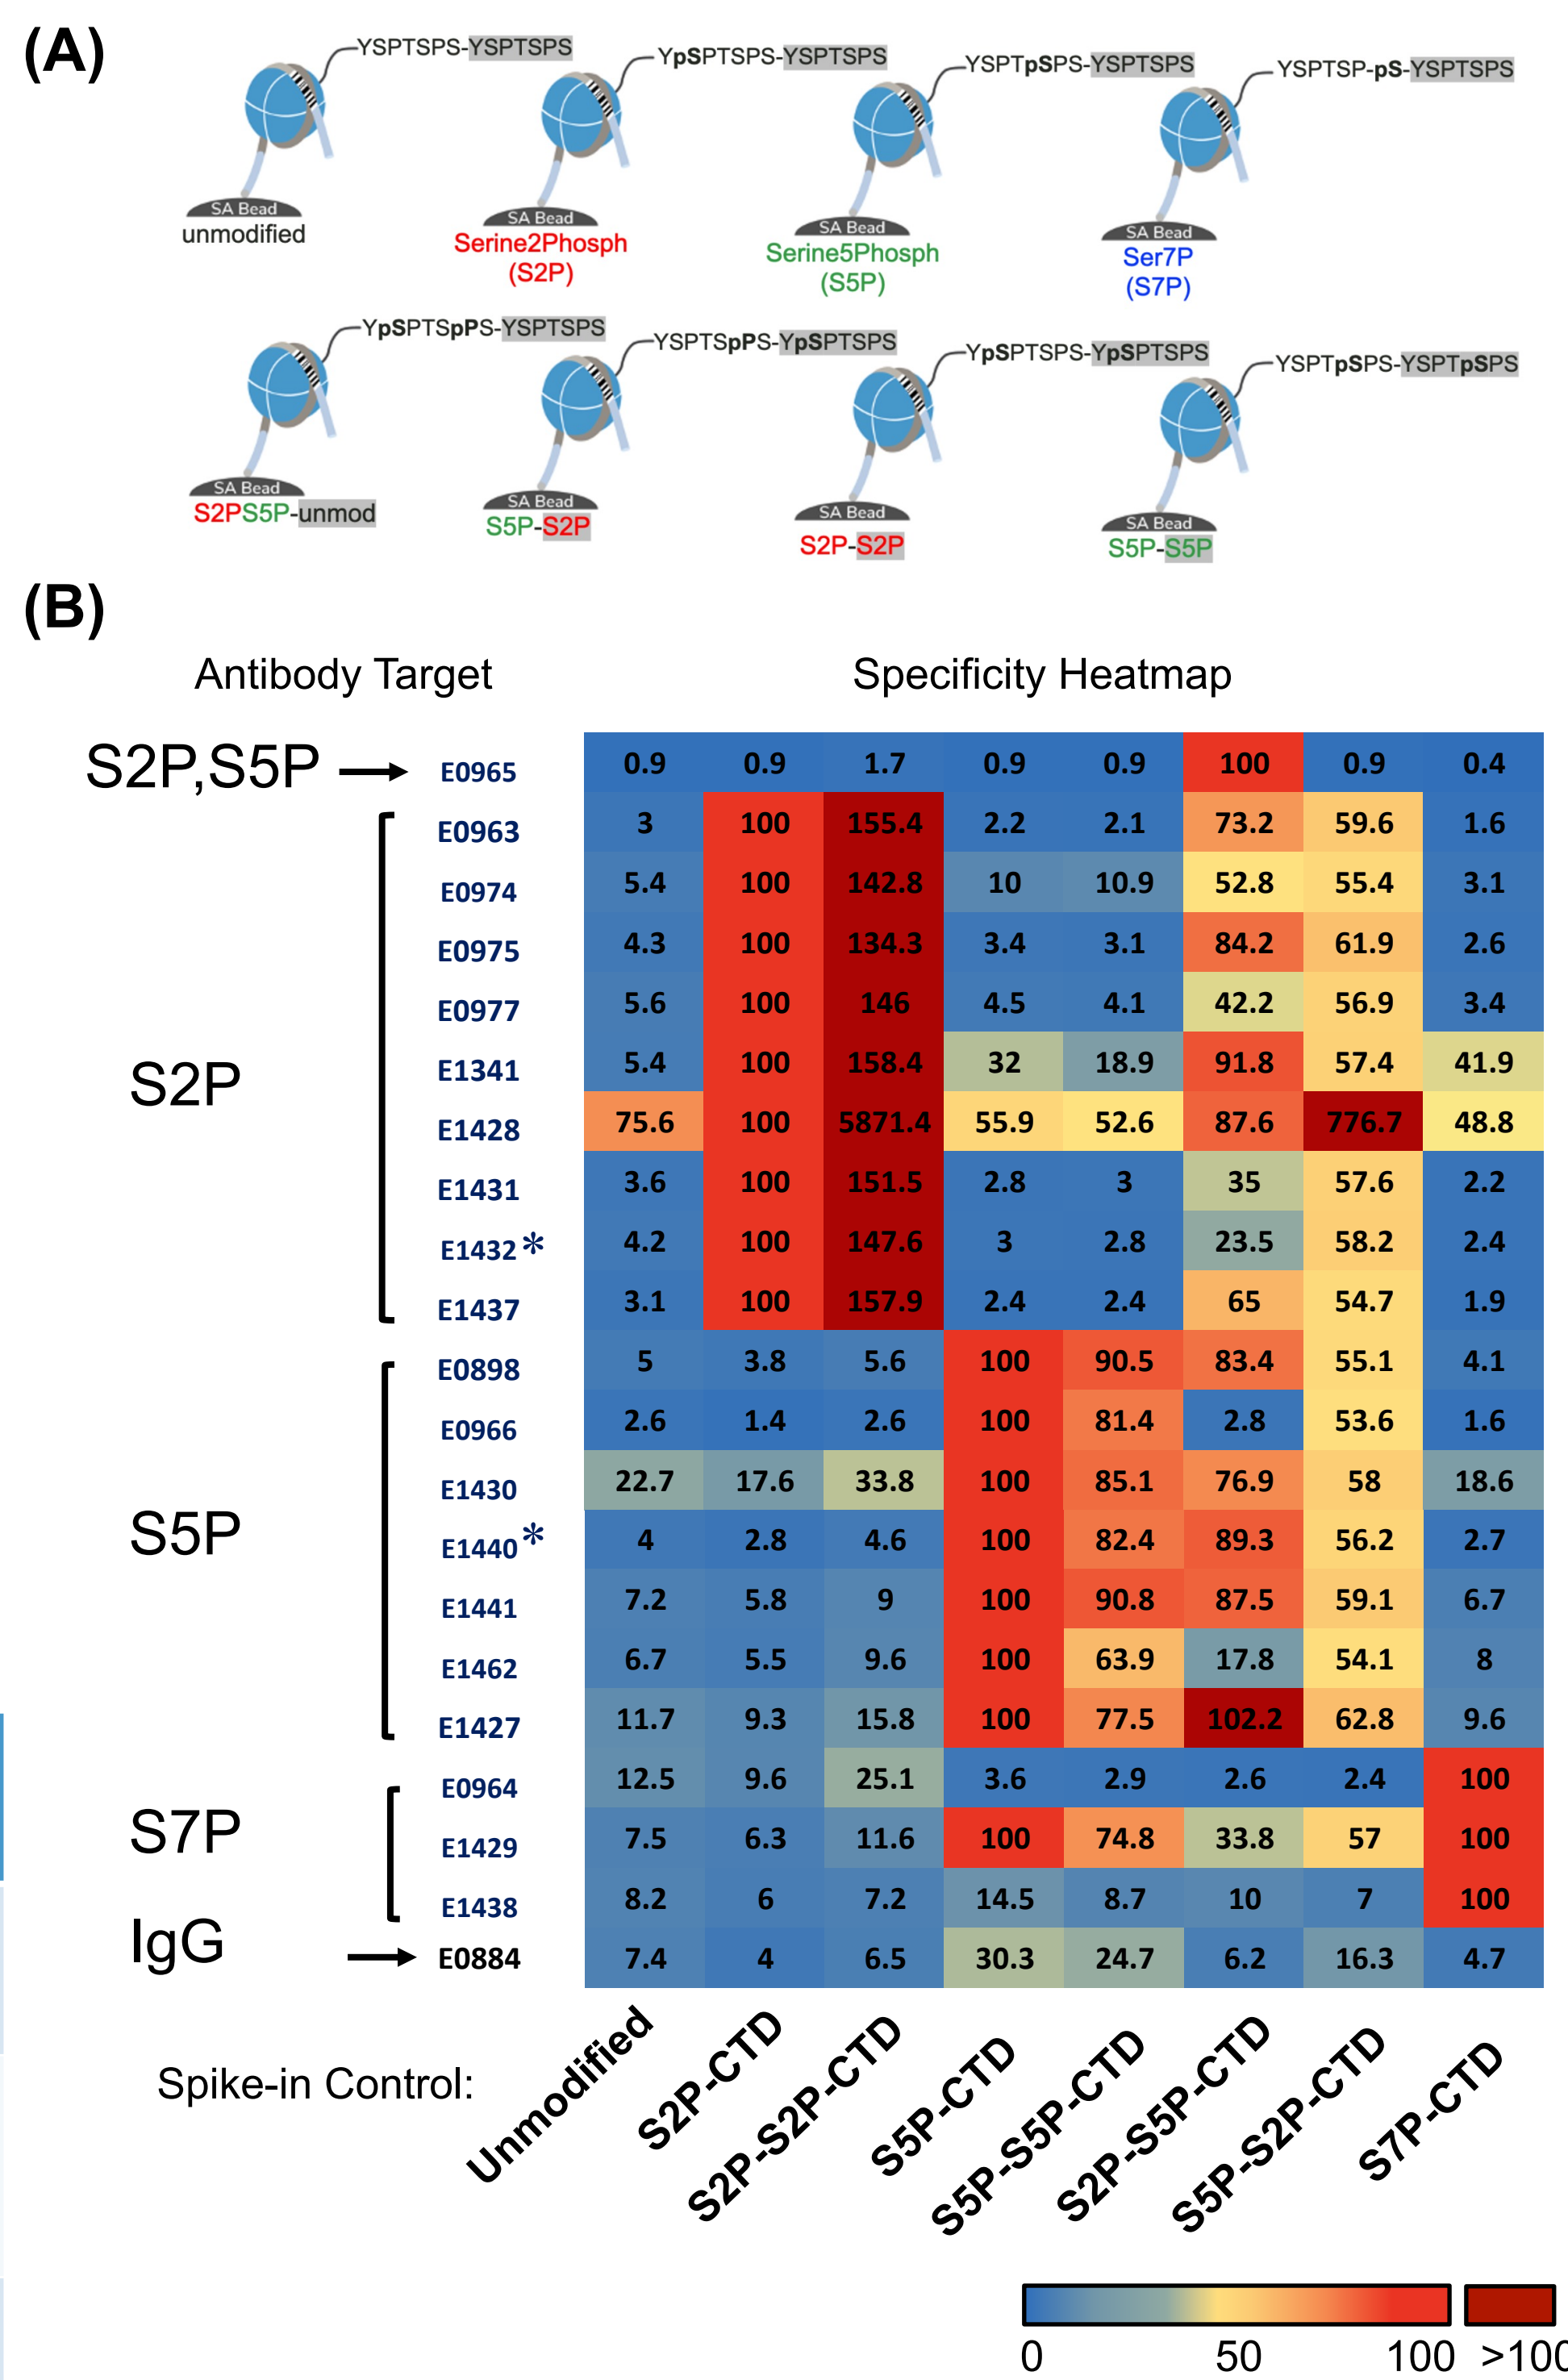 (A)
YSPTSPS-YSPTSPS
YpSPTSPS-YSPTSPS
YSPTpSPS-YSPTSPS
YSPTSP-pS-YSPTSPS
SA Bead
unmodified
SA Bead
Serine2Phosph
(S2P)
SA Bead
Serine5Phosph
(S5P)
SA Bead
Ser7P
(S7P)
YpSPTSpPS-YSPTSPS
YSPTSpPS-YpSPTSPS
YpSPTSPS-YpSPTSPS
YSPTpSPS-YSPTpSPS
SA Bead
S2PS5P-unmod
SA Bead
S5P-S2P
SA Bead
S2P-S2P
SA Bead
S5P-S5P
(B)
Antibody Target Specificity Heatmap
S2P,S5P E0965 0.9 0.9 1.7 0.9 0.9 100 0.9 0.4
E0963 3 100 155.4 2.2 2.1 73.2 59.6 1.6
E0974 5.4 100 142.8 10 10.9 52.8 55.4 3.1
E0975 4.3 100 134.3 3.4 3.1 84.2 61.9 2.6
E0977 5.6 100 146 4.5 4.1 42.2 56.9 3.4
S2P E1341 5.4 100 158.4 32 18.9 91.8 57.4 41.9
E1428 75.6 100 5871.4 55.9 52.6 87.6 776.7 48.8
E1431 3.6 100 151.5 2.8 3 35 57.6 2.2
E1432* 4.2 100 147.6 3 2.8 23.5 58.2 2.4
E1437 3.1 100 157.9 2.4 2.4 65 54.7 1.9
E0898 5 3.8 5.6 100 90.5 83.4 55.1 4.1
E0966 2.6 1.4 2.6 100 81.4 2.8 53.6 1.6
E1430 22.7 17.6 33.8 100 85.1 76.9 58 18.6
S5P E1440* 4 2.8 4.6 100 82.4 89.3 56.2 2.7
E1441 7.2 5.8 9 100 90.8 87.5 59.1 6.7
E1462 6.7 5.5 9.6 100 63.9 17.8 54.1 8
E1427 11.7 9.3 15.8 100 77.5 102.2 62.8 9.6
E0964 12.5 9.6 25.1 3.6 2.9 2.6 2.4 100
S7P E1429 7.5 6.3 11.6 100 74.8 33.8 57 100
E1438 8.2 6 7.2 14.5 8.7 10 7 100
IgG E0884 7.4 4 6.5 30.3 24.7 6.2 16.3 4.7
Spike-in Control:
Unmodified
S2P-CTD
S2P-S2P-CTD
S5P-CTD
S5P-S5P-CTD
S2P-S5P-CTD
S5P-S2P-CTD
S7P-CTD
0 50 100 >100